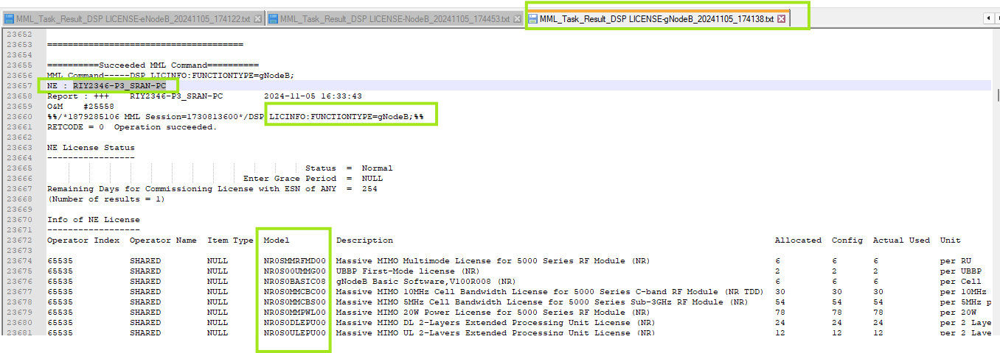 MML_Task_Result_DSP LICENSE-eNodeB_20241105_174122.txt MML_Task_Result_DSP LICENSE-NodeB_20241105_174453.txt MML_Task_Result_DSP LICENSE-gNodeB_20241105_174138.txt
23652
23653 ======================================
23654
23655 ==========Succeeded MML Command==========
23656 MML Command-----DSP LICINFO:FUNCTIONTYPE=gNodeB;
23657 NE : RIY2346-P3_SRAN-PC
23658 Report : +++ RIY2346-P3_SRAN-PC 2024-11-05 16:33:43
23659 O&M #25558
23660 %%/*1879285106 MML Session=1730813600*/DSP LICINFO:FUNCTIONTYPE=gNodeB;%%
23661 RETCODE = 0 Operation succeeded.
23662
23663 NE License Status
23664 -----------------
23665 Status = Normal
23666 Enter Grace Period = NULL
23667 Remaining Days for Commissioning License with ESN of ANY = 254
23668 (Number of results = 1)
23669
23670 Info of NE License
23671 ------------------
23672 Operator Index Operator Name Item Type Model Description Allocated Config Actual Used Unit
23673
23674 65535 SHARED NULL NR0SMMRFMD00 Massive MIMO Multimode License for 5000 Series RF Module (NR) 6 6 6 per RU
23675 65535 SHARED NULL NR0S00UMMG00 UBBP First-Mode license (NR) 2 2 2 per UBBP
23676 65535 SHARED NULL NR0S0BASIC08 gNodeB Basic Software,V100R008 (NR) 6 6 6 per Cell
23677 65535 SHARED NULL NR0S0MMCBC00 Massive MIMO 10MHz Cell Bandwidth License for 5000 Series C-band RF Module (NR TDD) 30 30 30 per 10MHz
23678 65535 SHARED NULL NR0S0MMCBS00 Massive MIMO 5MHz Cell Bandwidth License for 5000 Series Sub-3GHz RF Module (NR) 54 54 54 per 5MHz p
23679 65535 SHARED NULL NR0S0MMPWL00 Massive MIMO 20W Power License for 5000 Series RF Module (NR) 78 78 78 per 20W
23680 65535 SHARED NULL NR0S0DLEPU00 Massive MIMO DL 2-Layers Extended Processing Unit License (NR) 24 24 24 per 2 Laye
23681 65535 SHARED NULL NR0S0ULEPU00 Massive MIMO UL 2-Layers Extended Processing Unit License (NR) 12 12 12 per 2 Laye